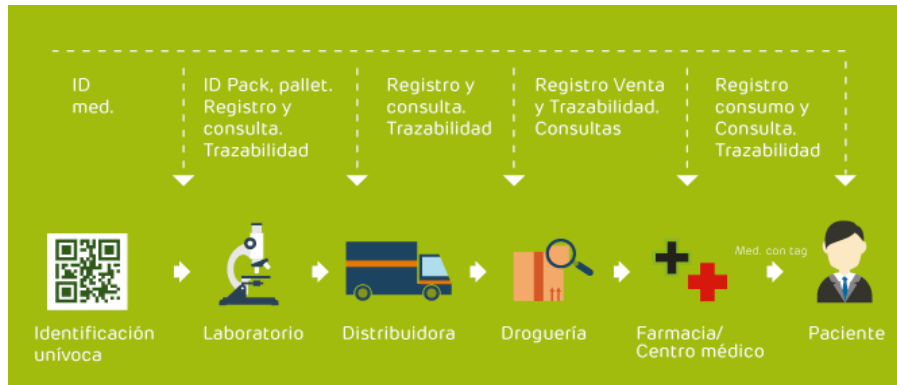 ID
med.
ID Pack, pallet.
Registro y
consulta.
Trazabilidad
Registro y
consulta.
Trazabilidad
Registro Venta
y Trazabilidad.
Consultas
Registro
consumo y
Consulta.
Trazabilidad
Med. con tag
Identificación
unívoca
Laboratorio
Distribuidora
Droguería
Farmacia/
Centro médico
Paciente